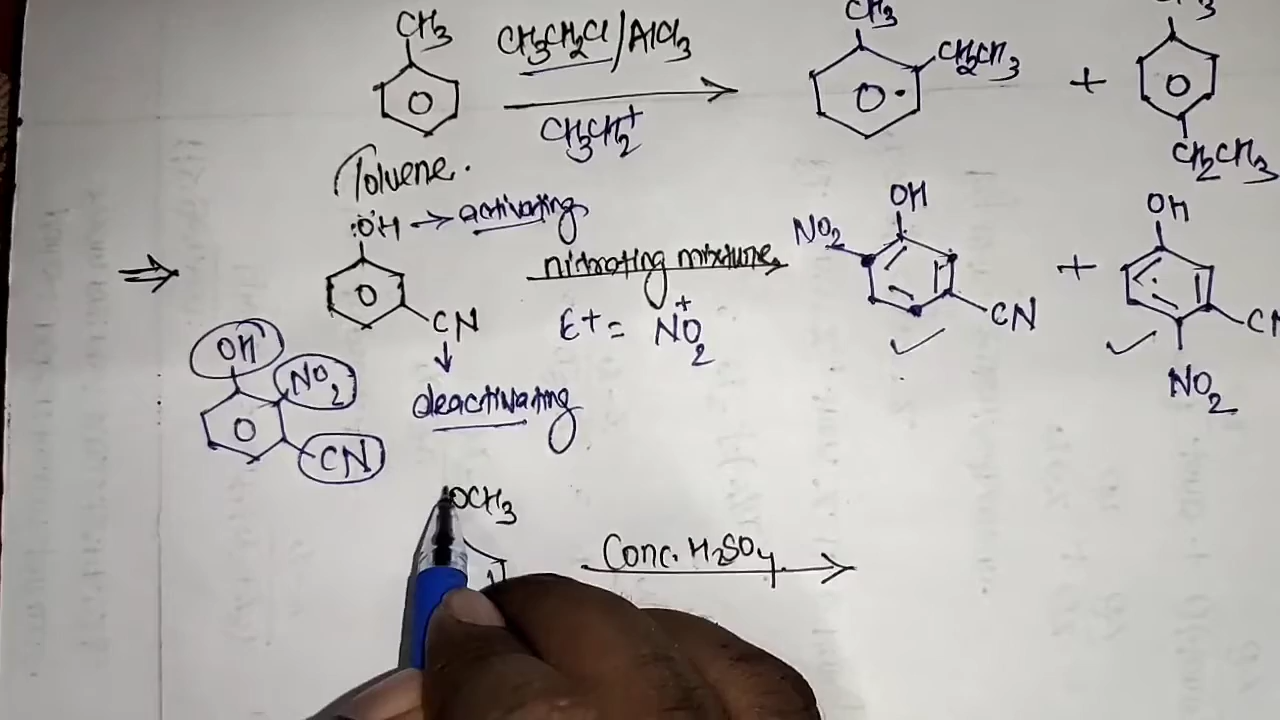 CH3 CH3CH2Cl/AlCl3 CH3 CH2CH3 +
CH3CH2+ CH2CH3
Toluene.
:ÖH → activating OH OH
⇒ nitrating mixture NO2 +
CN E+ = NO2+ CN
OH NO2 CN deactivating NO2
OCH3
Conc. H2SO4